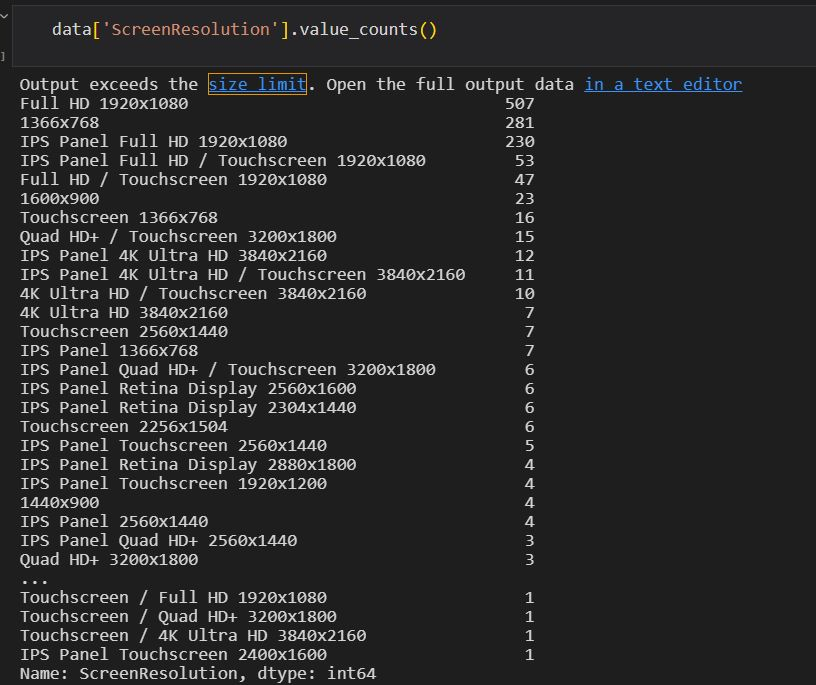 data['ScreenResolution'].value_counts()
]
Output exceeds the size limit. Open the full output data in a text editor
Full HD 1920x1080 507
1366x768 281
IPS Panel Full HD 1920x1080 230
IPS Panel Full HD / Touchscreen 1920x1080 53
Full HD / Touchscreen 1920x1080 47
1600x900 23
Touchscreen 1366x768 16
Quad HD+ / Touchscreen 3200x1800 15
IPS Panel 4K Ultra HD 3840x2160 12
IPS Panel 4K Ultra HD / Touchscreen 3840x2160 11
4K Ultra HD / Touchscreen 3840x2160 10
4K Ultra HD 3840x2160 7
Touchscreen 2560x1440 7
IPS Panel 1366x768 7
IPS Panel Quad HD+ / Touchscreen 3200x1800 6
IPS Panel Retina Display 2560x1600 6
IPS Panel Retina Display 2304x1440 6
Touchscreen 2256x1504 6
IPS Panel Touchscreen 2560x1440 5
IPS Panel Retina Display 2880x1800 4
IPS Panel Touchscreen 1920x1200 4
1440x900 4
IPS Panel 2560x1440 4
IPS Panel Quad HD+ 2560x1440 3
Quad HD+ 3200x1800 3
...
Touchscreen / Full HD 1920x1080 1
Touchscreen / Quad HD+ 3200x1800 1
Touchscreen / 4K Ultra HD 3840x2160 1
IPS Panel Touchscreen 2400x1600 1
Name: ScreenResolution, dtype: int64